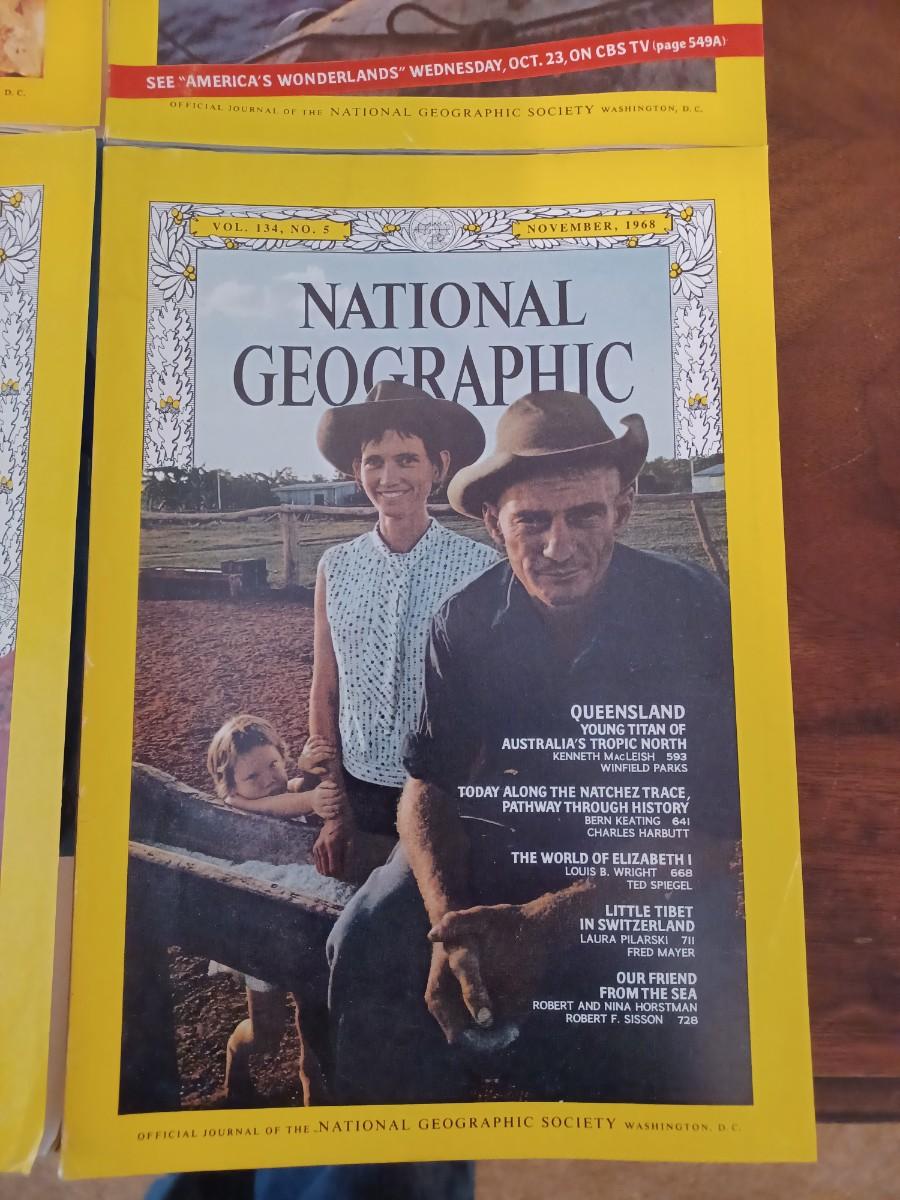 D. C.
SEE "AMERICA'S WONDERLANDS" WEDNESDAY, OCT. 23, ON CBS TV (page 549A)
OFFICIAL JOURNAL OF THE NATIONAL GEOGRAPHIC SOCIETY WASHINGTON, D. C.
VOL. 134, NO. 5
NOVEMBER, 1968
NATIONAL
GEOGRAPHIC
QUEENSLAND
YOUNG TITAN OF
AUSTRALIA'S TROPIC NORTH
KENNETH MacLEISH 593
WINFIELD PARKS
TODAY ALONG THE NATCHEZ TRACE,
PATHWAY THROUGH HISTORY
BERN KEATING 641
CHARLES HARBUTT
THE WORLD OF ELIZABETH I
LOUIS B. WRIGHT 668
TED SPIEGEL
LITTLE TIBET
IN SWITZERLAND
LAURA PILARSKI 711
FRED MAYER
OUR FRIEND
FROM THE SEA
ROBERT AND NINA HORSTMAN
ROBERT F. SISSON 728
OFFICIAL JOURNAL OF THE NATIONAL GEOGRAPHIC SOCIETY WASHINGTON, D. C.